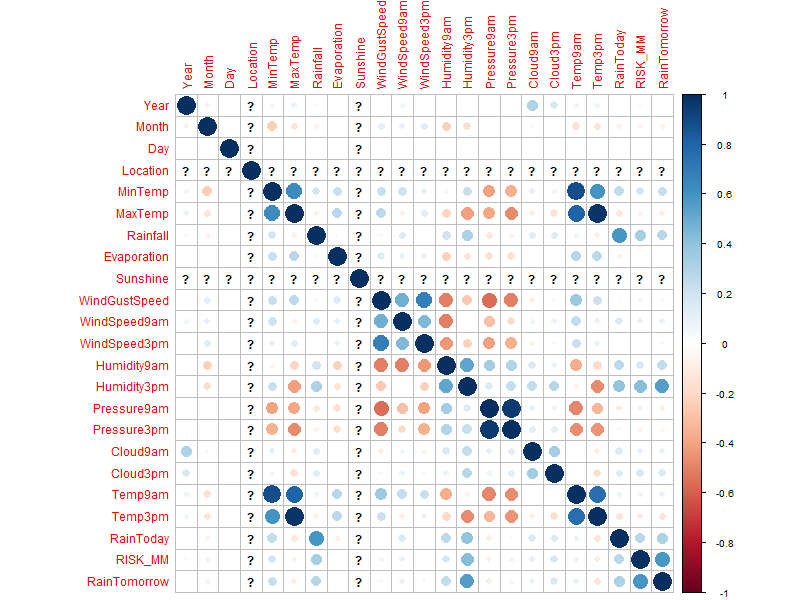 Year Month Day Location MinTemp MaxTemp Rainfall Evaporation Sunshine WindGustSpeed WindSpeed9am WindSpeed3pm Humidity9am Humidity3pm Pressure9am Pressure3pm Cloud9am Cloud3pm Temp9am Temp3pm RainToday RISK_MM RainTomorrow
Year ? ?
Month ? ?
Day ? ?
Location ? ? ? ? ? ? ? ? ? ? ? ? ? ? ? ? ? ? ? ? ? ?
MinTemp ? ?
MaxTemp ? ?
Rainfall ? ?
Evaporation ? ?
Sunshine ? ? ? ? ? ? ? ? ? ? ? ? ? ? ? ? ? ? ? ? ? ?
WindGustSpeed ? ?
WindSpeed9am ? ?
WindSpeed3pm ? ?
Humidity9am ? ?
Humidity3pm ? ?
Pressure9am ? ?
Pressure3pm ? ?
Cloud9am ? ?
Cloud3pm ? ?
Temp9am ? ?
Temp3pm ? ?
RainToday ? ?
RISK_MM ? ?
RainTomorrow ? ?
1
0.8
0.6
0.4
0.2
0
-0.2
-0.4
-0.6
-0.8
-1